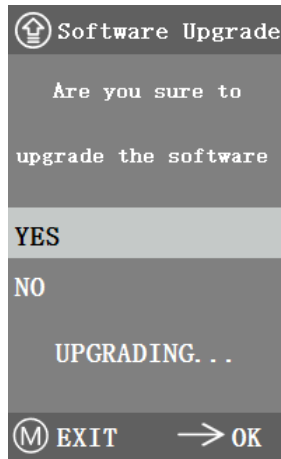 Software Upgrade
Are you sure to
upgrade the software
YES
NO
UPGRADING...
M EXIT → OK